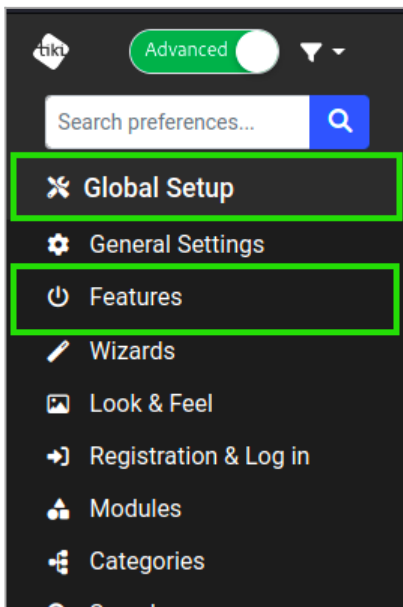 tiki
Advanced
Search preferences...
Global Setup
General Settings
Features
Wizards
Look & Feel
Registration & Log in
Modules
Categories